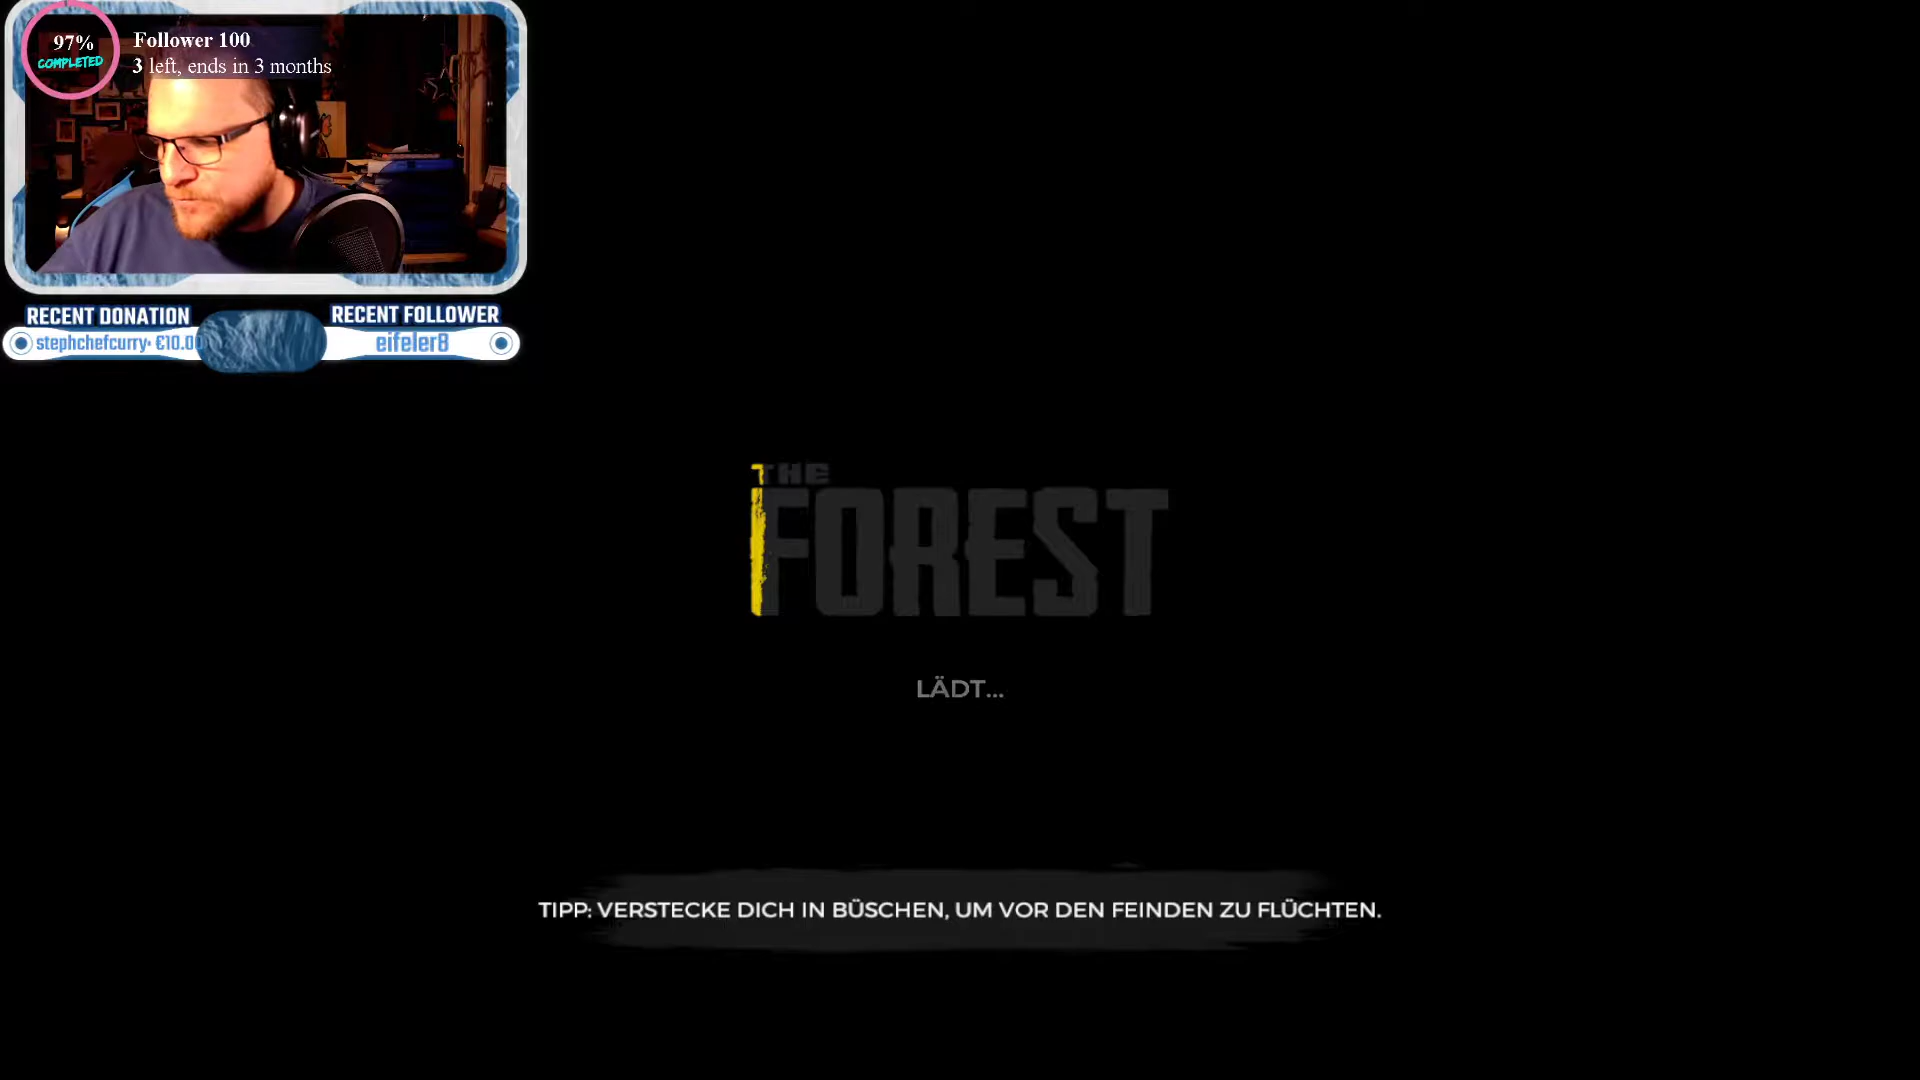 97%
COMPLETED
Follower 100
3 left, ends in 3 months
RECENT DONATION
RECENT FOLLOWER
stephchefcurry· €10.00
eifeler8
THE
FOREST
LÄDT...
TIPP: VERSTECKE DICH IN BÜSCHEN, UM VOR DEN FEINDEN ZU FLÜCHTEN.